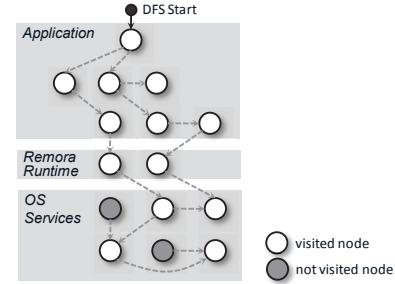 DFS Start
Application
Remora
Runtime
OS
Services
visited node
not visited node